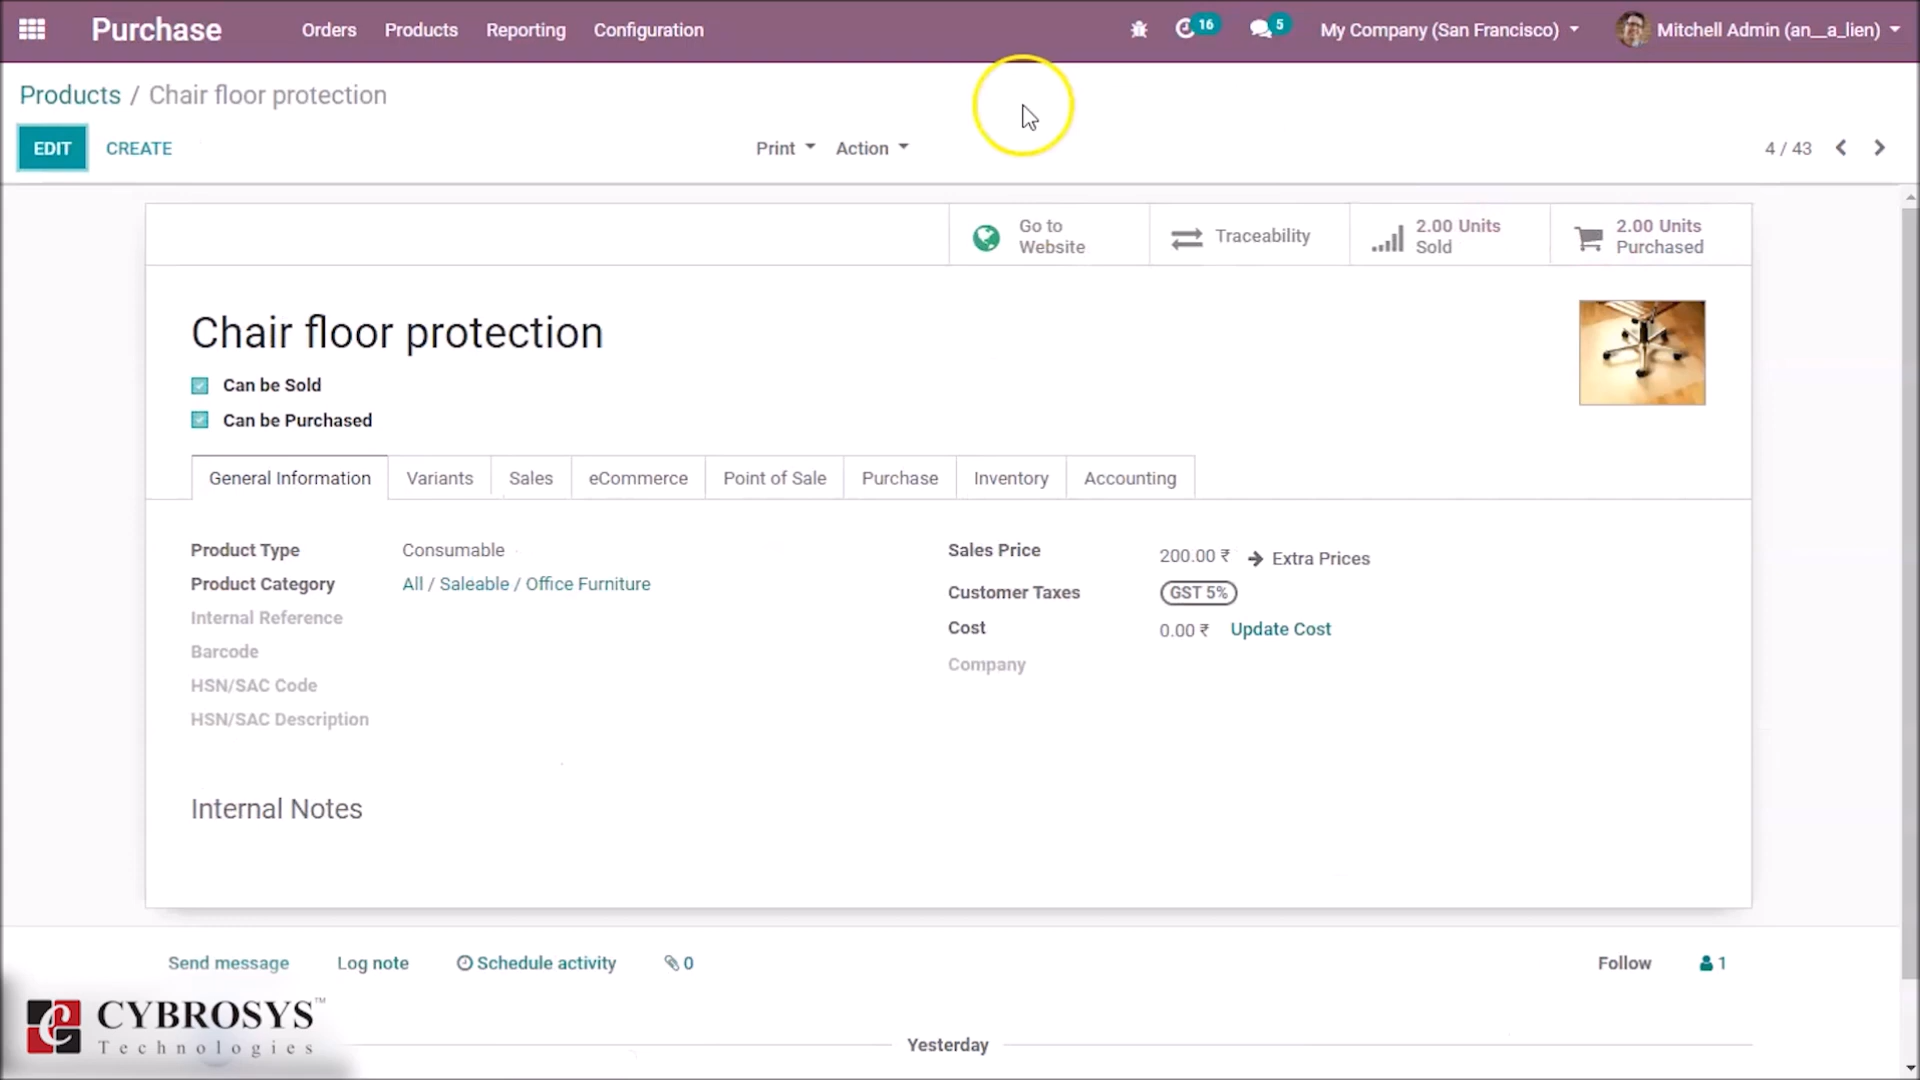 Purchase Orders Products Reporting Configuration 16 5 My Company (San Francisco) Mitchell Admin (an__a_lien)
Products / Chair floor protection
EDIT CREATE Print Action 4 / 43
Go to
Website
Traceability
2.00 Units
Sold
2.00 Units
Purchased
Chair floor protection
Can be Sold
Can be Purchased
General Information Variants Sales eCommerce Point of Sale Purchase Inventory Accounting
Product Type Consumable
Product Category All / Saleable / Office Furniture
Internal Reference
Barcode
HSN/SAC Code
HSN/SAC Description
Sales Price 200.00 ₹ Extra Prices
Customer Taxes GST 5%
Cost 0.00 ₹ Update Cost
Company
Internal Notes
Send message Log note Schedule activity 0 Follow 1
CYBROSYS™
Technologies
Yesterday